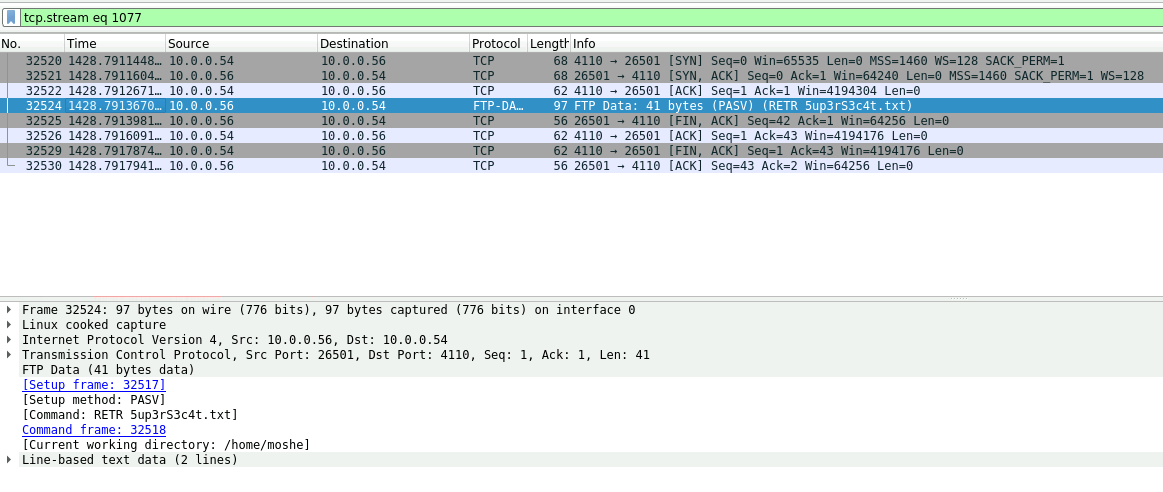 tcp.stream eq 1077
No. Time Source Destination Protocol Length Info
32520 1428.7911448… 10.0.0.54 10.0.0.56 TCP 68 4110 → 26501 [SYN] Seq=0 Win=65535 Len=0 MSS=1460 WS=128 SACK_PERM=1
32521 1428.7911604… 10.0.0.56 10.0.0.54 TCP 68 26501 → 4110 [SYN, ACK] Seq=0 Ack=1 Win=64240 Len=0 MSS=1460 SACK_PERM=1 WS=128
32522 1428.7912671… 10.0.0.54 10.0.0.56 TCP 62 4110 → 26501 [ACK] Seq=1 Ack=1 Win=4194304 Len=0
32524 1428.7913670… 10.0.0.56 10.0.0.54 FTP-DA… 97 FTP Data: 41 bytes (PASV) (RETR 5up3rS3c4t.txt)
32525 1428.7913981… 10.0.0.56 10.0.0.54 TCP 56 26501 → 4110 [FIN, ACK] Seq=42 Ack=1 Win=64256 Len=0
32526 1428.7916091… 10.0.0.54 10.0.0.56 TCP 62 4110 → 26501 [ACK] Seq=1 Ack=43 Win=4194176 Len=0
32529 1428.7917874… 10.0.0.54 10.0.0.56 TCP 62 4110 → 26501 [FIN, ACK] Seq=1 Ack=43 Win=4194176 Len=0
32530 1428.7917941… 10.0.0.56 10.0.0.54 TCP 56 26501 → 4110 [ACK] Seq=43 Ack=2 Win=64256 Len=0
Frame 32524: 97 bytes on wire (776 bits), 97 bytes captured (776 bits) on interface 0
Linux cooked capture
Internet Protocol Version 4, Src: 10.0.0.56, Dst: 10.0.0.54
Transmission Control Protocol, Src Port: 26501, Dst Port: 4110, Seq: 1, Ack: 1, Len: 41
FTP Data (41 bytes data)
[Setup frame: 32517]
[Setup method: PASV]
[Command: RETR 5up3rS3c4t.txt]
Command frame: 32518
[Current working directory: /home/moshe]
Line-based text data (2 lines)